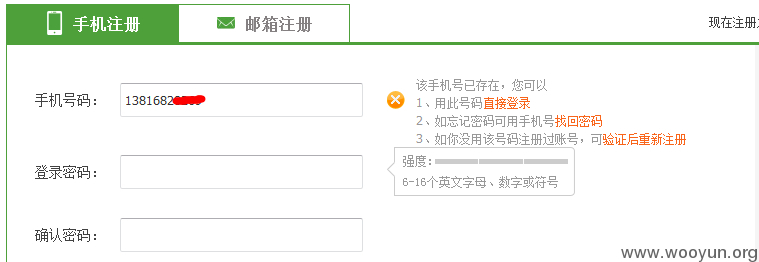 手机注册 邮箱注册 现在注册
手机号码： 13816820
该手机号已存在，您可以
1、用此号码直接登录
2、如忘记密码可用手机号找回密码
3、如你没用该号码注册过账号，可验证后重新注册
登录密码：
强度：
6-16个英文字母、数字或符号
确认密码：
www.wooyun.org